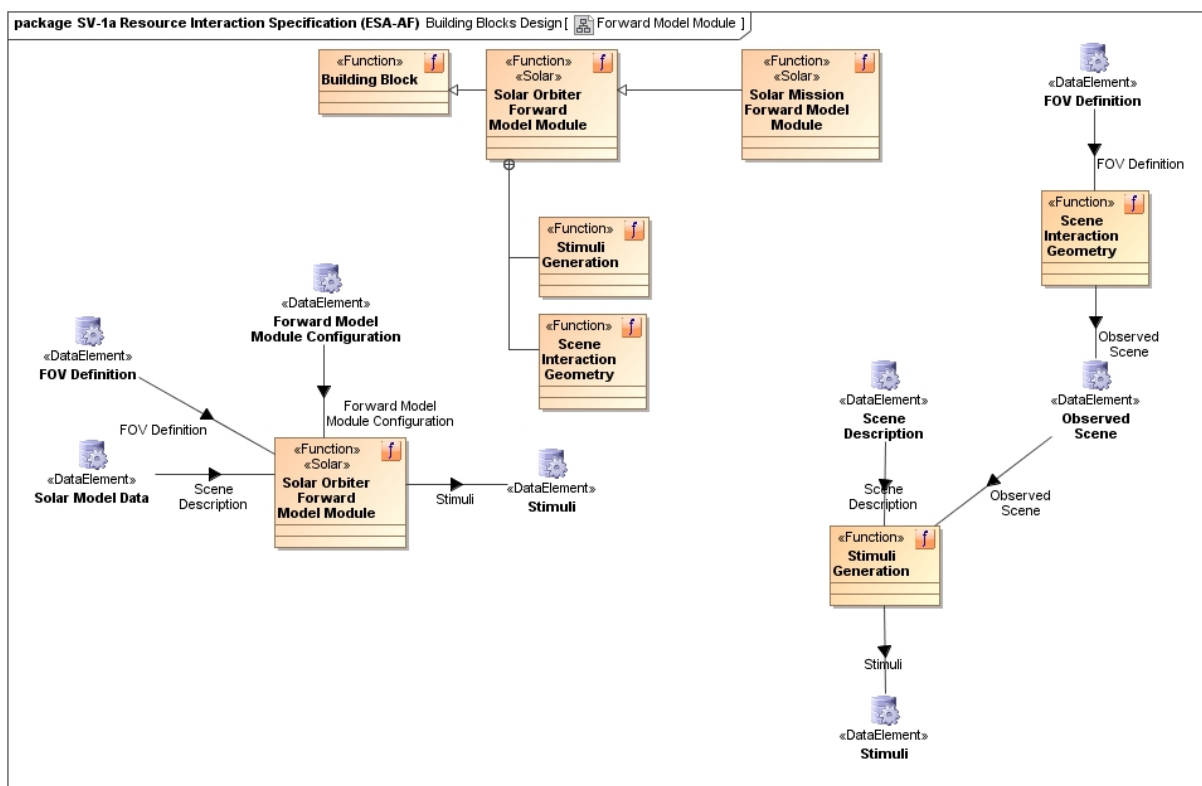 package SV-1a Resource Interaction Specification (ESA-AF) Building Blocks Design [ Forward Model Module ]
«Function»
Building Block
«Function»
«Solar»
Solar Orbiter
Forward
Model Module
«Function»
«Solar»
Solar Mission
Forward Model
Module
«DataElement»
FOV Definition
FOV Definition
«Function»
Scene
Interaction
Geometry
Observed
Scene
«DataElement»
Observed
Scene
Observed
Scene
«Function»
Stimuli
Generation
«Function»
Scene
Interaction
Geometry
«DataElement»
Forward Model
Module Configuration
Forward Model
Module Configuration
«DataElement»
FOV Definition
FOV Definition
«DataElement»
Solar Model Data
Scene
Description
«Function»
«Solar»
Solar Orbiter
Forward
Model Module
Stimuli
«DataElement»
Stimuli
«DataElement»
Scene
Description
Scene
Description
«Function»
Stimuli
Generation
Stimuli
«DataElement»
Stimuli